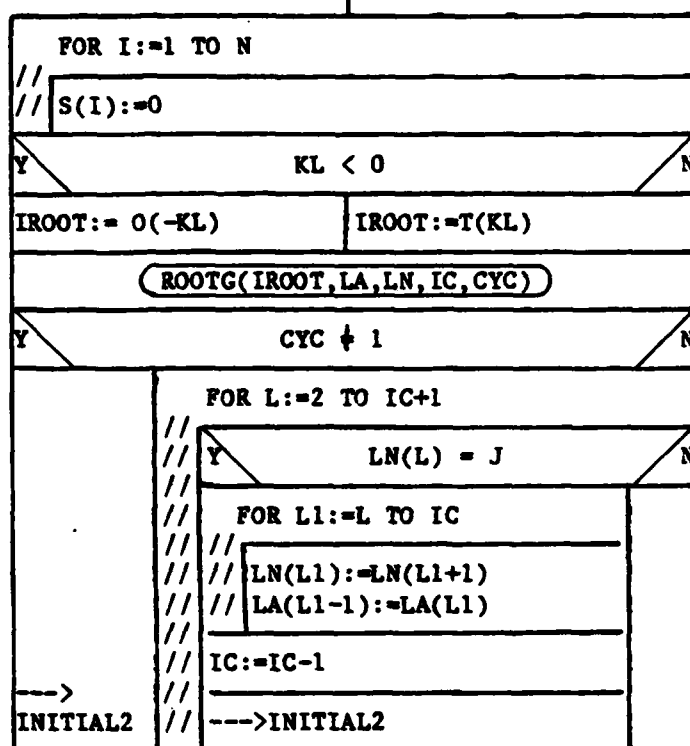 FOR I:=1 TO N
//
// S(I):=0
Y KL < 0 N
IROOT:= O(-KL) IROOT:=T(KL)
ROOTG(IROOT,LA,LN,IC,CYC)
Y CYC ≠ 1 N
FOR L:=2 TO IC+1
//
// Y LN(L) = J N
//
// FOR L1:=L TO IC
// //
// // LN(L1):=LN(L1+1)
// // LA(L1-1):=LA(L1)
//
// IC:=IC-1
---> //
INITIAL2 // --->INITIAL2